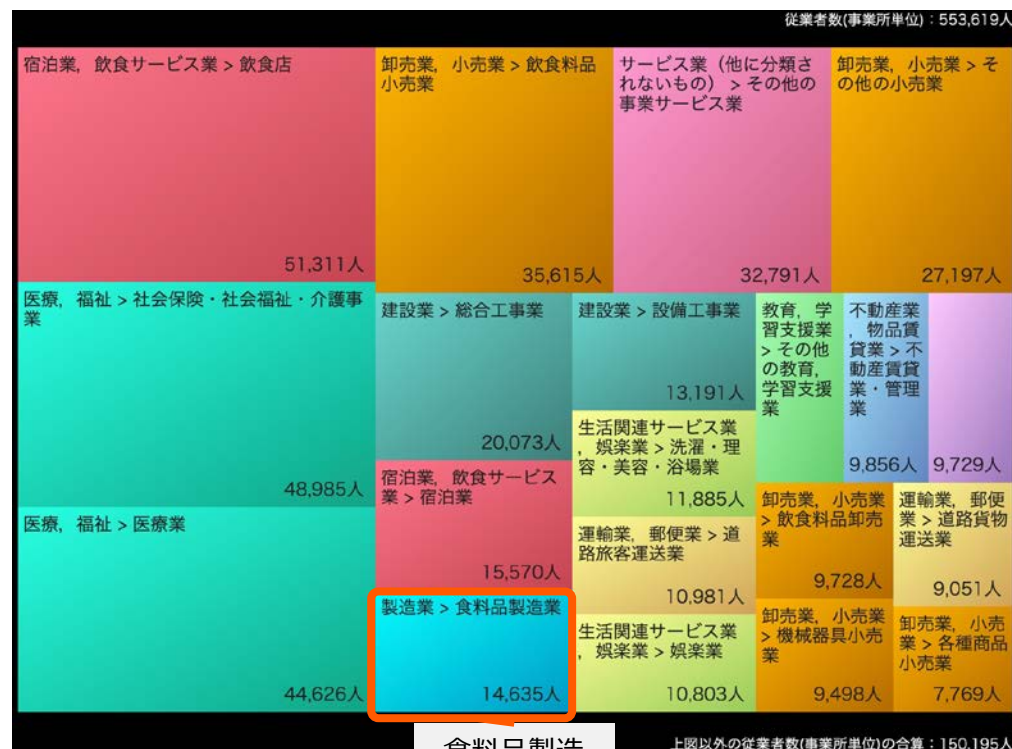 従業者数(事業所単位)：553,619人
宿泊業，飲食サービス業 > 飲食店
51,311人
卸売業，小売業 > 飲食料品
小売業
35,615人
サービス業（他に分類さ
れないもの） > その他の
事業サービス業
32,791人
卸売業，小売業 > そ
の他の小売業
27,197人
医療，福祉 > 社会保険・社会福祉・介護事
業
48,985人
医療，福祉 > 医療業
44,626人
建設業 > 総合工事業
20,073人
宿泊業，飲食サービス
業 > 宿泊業
15,570人
製造業 > 食料品製造業
14,635人
建設業 > 設備工事業
13,191人
生活関連サービス業
，娯楽業 > 洗濯・理
容・美容・浴場業
11,885人
運輸業，郵便業 > 道
路旅客運送業
10,981人
生活関連サービス業
，娯楽業 > 娯楽業
10,803人
教育，学
習支援業
> その他
の教育，
学習支援
業
不動産業
，物品賃
貸業 > 不
動産賃貸
業・管理
業
9,856人
9,729人
卸売業，小売業
> 飲食料品卸売
業
9,728人
運輸業，郵便
業 > 道路貨物
運送業
9,051人
卸売業，小売業
> 機械器具小売
業
9,498人
卸売業，小売
業 > 各種商品
小売業
7,769人
食料品製造
上図以外の従業者数(事業所単位)の合算：150,195人